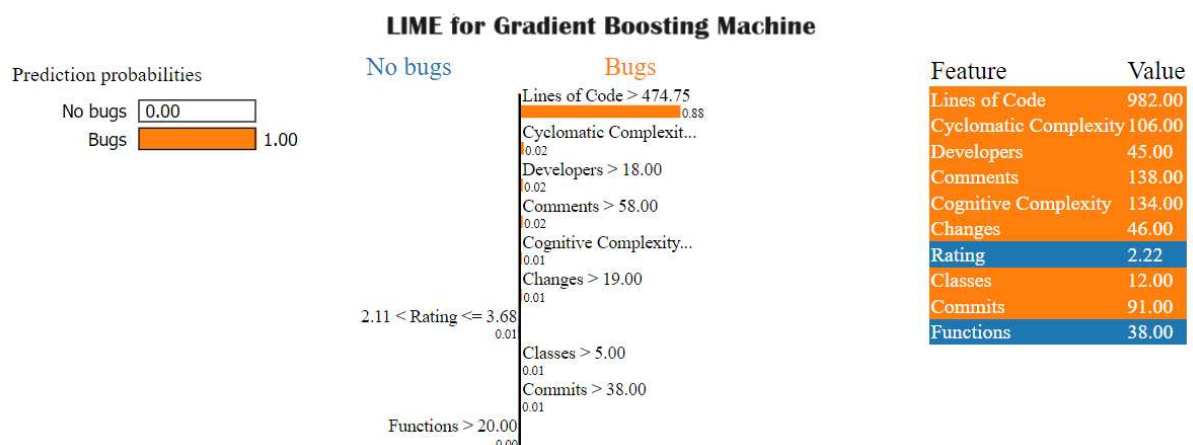 LIME for Gradient Boosting Machine
Prediction probabilities
No bugs 0.00
Bugs 1.00
No bugs Bugs
Lines of Code > 474.75
0.88
Cyclomatic Complexit...
0.02
Developers > 18.00
0.02
Comments > 58.00
0.02
Cognitive Complexity...
0.01
Changes > 19.00
0.01
2.11 < Rating <= 3.68
0.01
Classes > 5.00
0.01
Commits > 38.00
0.01
Functions > 20.00
0.00
Feature Value
Lines of Code 982.00
Cyclomatic Complexity 106.00
Developers 45.00
Comments 138.00
Cognitive Complexity 134.00
Changes 46.00
Rating 2.22
Classes 12.00
Commits 91.00
Functions 38.00